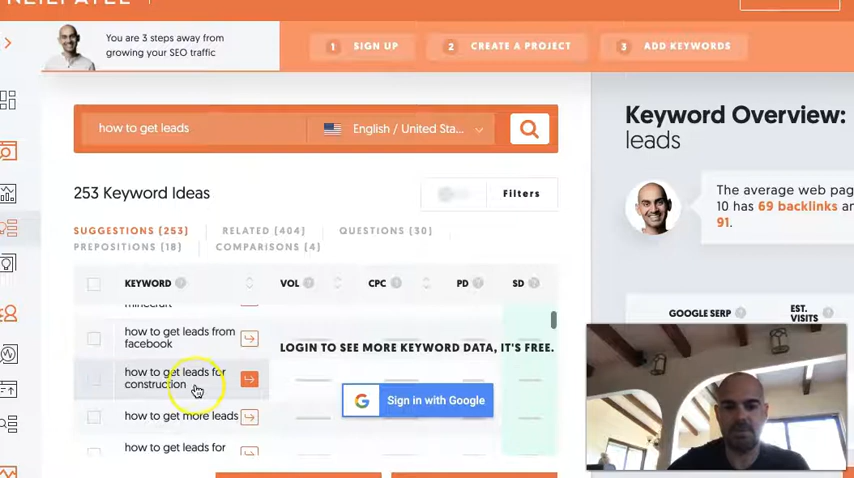 NEILPATEL
You are 3 steps away from
growing your SEO traffic
1 SIGN UP
2 CREATE A PROJECT
3 ADD KEYWORDS
how to get leads
English / United Sta...
253 Keyword Ideas
Filters
SUGGESTIONS (253)
RELATED (404)
QUESTIONS (30)
PREPOSITIONS (18)
COMPARISONS (4)
KEYWORD ?
VOL ?
CPC ?
PD ?
SD ?
minecraft
how to get leads from
facebook
LOGIN TO SEE MORE KEYWORD DATA, IT'S FREE.
how to get leads for
construction
G Sign in with Google
how to get more leads
how to get leads for
Keyword Overview:
leads
The average web pag
10 has 69 backlinks an
91.
GOOGLE SERP ?
EST.
VISITS ?